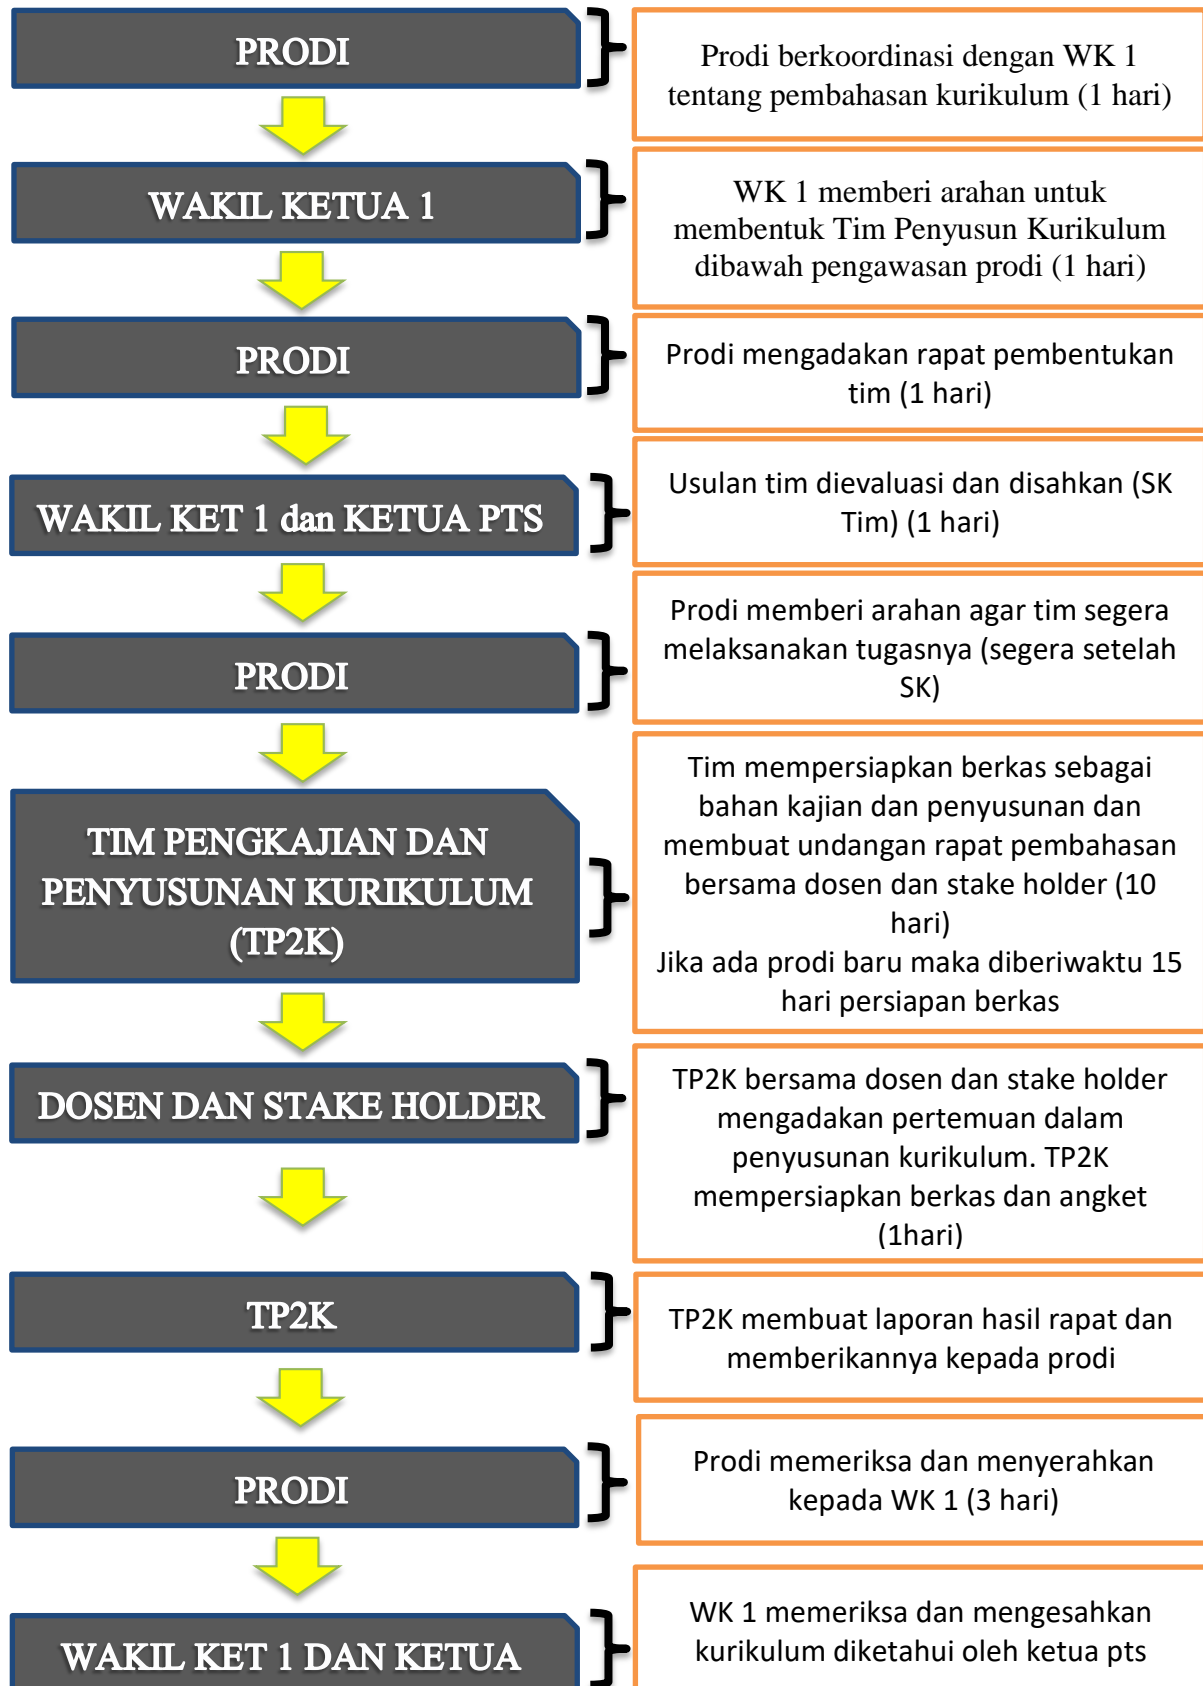 PRODI
Prodi berkoordinasi dengan WK 1
tentang pembahasan kurikulum (1 hari)
WAKIL KETUA 1
WK 1 memberi arahan untuk
membentuk Tim Penyusun Kurikulum
dibawah pengawasan prodi (1 hari)
PRODI
Prodi mengadakan rapat pembentukan
tim (1 hari)
WAKIL KET 1 dan KETUA PTS
Usulan tim dievaluasi dan disahkan (SK
Tim) (1 hari)
PRODI
Prodi memberi arahan agar tim segera
melaksanakan tugasnya (segera setelah
SK)
TIM PENGKAJIAN DAN
PENYUSUNAN KURIKULUM
(TP2K)
Tim mempersiapkan berkas sebagai
bahan kajian dan penyusunan dan
membuat undangan rapat pembahasan
bersama dosen dan stake holder (10
hari)
Jika ada prodi baru maka diberiwaktu 15
hari persiapan berkas
DOSEN DAN STAKE HOLDER
TP2K bersama dosen dan stake holder
mengadakan pertemuan dalam
penyusunan kurikulum. TP2K
mempersiapkan berkas dan angket
(1hari)
TP2K
TP2K membuat laporan hasil rapat dan
memberikannya kepada prodi
PRODI
Prodi memeriksa dan menyerahkan
kepada WK 1 (3 hari)
WAKIL KET 1 DAN KETUA
WK 1 memeriksa dan mengesahkan
kurikulum diketahui oleh ketua pts